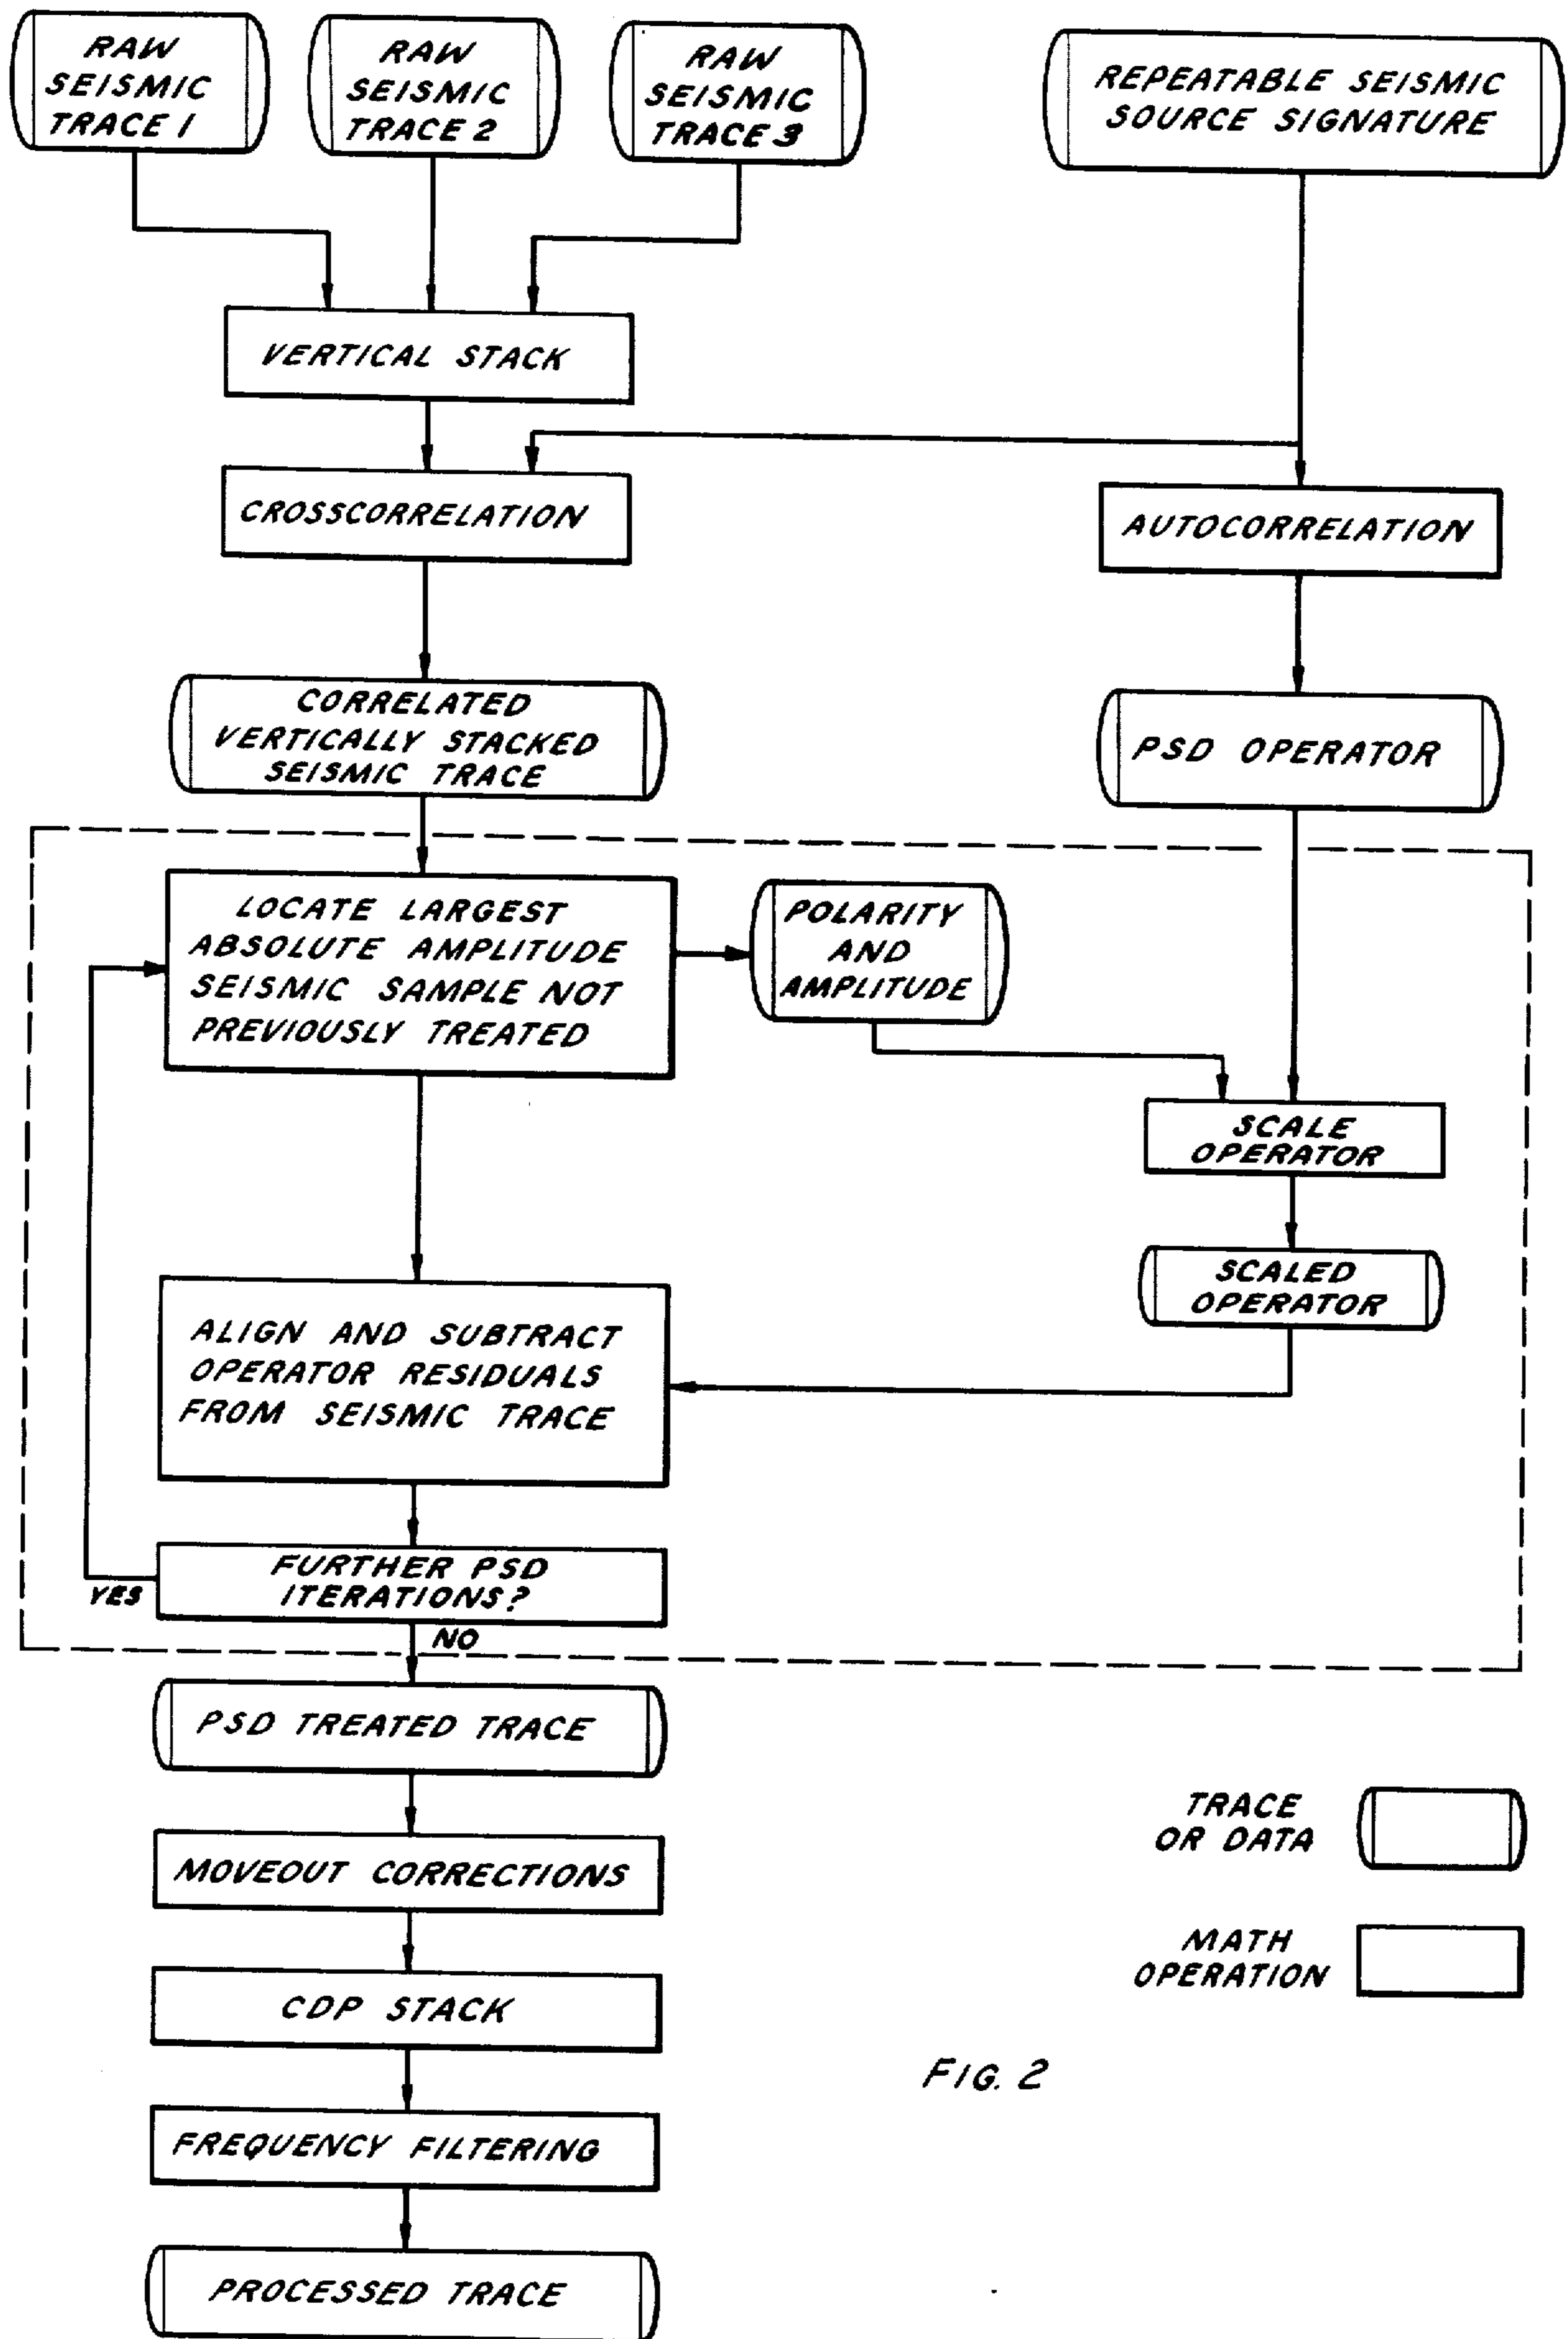 RAW
SEISMIC
TRACE 1
RAW
SEISMIC
TRACE 2
RAW
SEISMIC
TRACE 3
REPEATABLE SEISMIC
SOURCE SIGNATURE
VERTICAL STACK
CROSSCORRELATION
AUTOCORRELATION
CORRELATED
VERTICALLY STACKED
SEISMIC TRACE
PSD OPERATOR
LOCATE LARGEST
ABSOLUTE AMPLITUDE
SEISMIC SAMPLE NOT
PREVIOUSLY TREATED
POLARITY
AND
AMPLITUDE
SCALE
OPERATOR
SCALED
OPERATOR
ALIGN AND SUBTRACT
OPERATOR RESIDUALS
FROM SEISMIC TRACE
FURTHER PSD
ITERATIONS?
YES
NO
PSD TREATED TRACE
MOVEOUT CORRECTIONS
CDP STACK
FREQUENCY FILTERING
PROCESSED TRACE
TRACE
OR DATA
MATH
OPERATION
FIG. 2